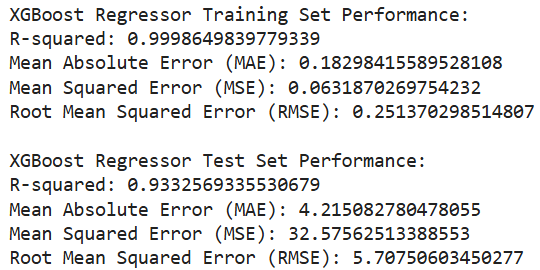 XGBoost Regressor Training Set Performance:
R-squared: 0.9998649839779339
Mean Absolute Error (MAE): 0.18298415589528108
Mean Squared Error (MSE): 0.0631870269754232
Root Mean Squared Error (RMSE): 0.251370298514807
XGBoost Regressor Test Set Performance:
R-squared: 0.9332569335530679
Mean Absolute Error (MAE): 4.215082780478055
Mean Squared Error (MSE): 32.57562513388553
Root Mean Squared Error (RMSE): 5.70750603450277